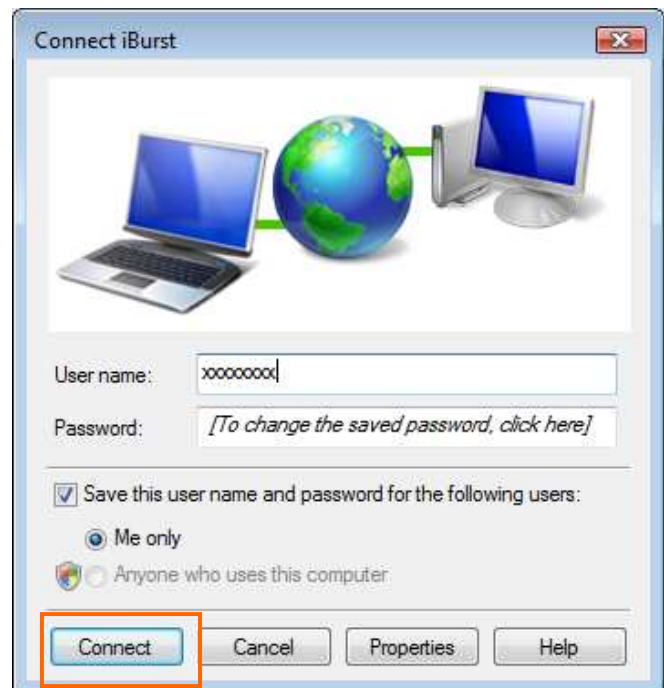 Connect iBurst
User name: xxxxxxxx
Password: [To change the saved password, click here]
Save this user name and password for the following users:
Me only
Anyone who uses this computer
Connect Cancel Properties Help